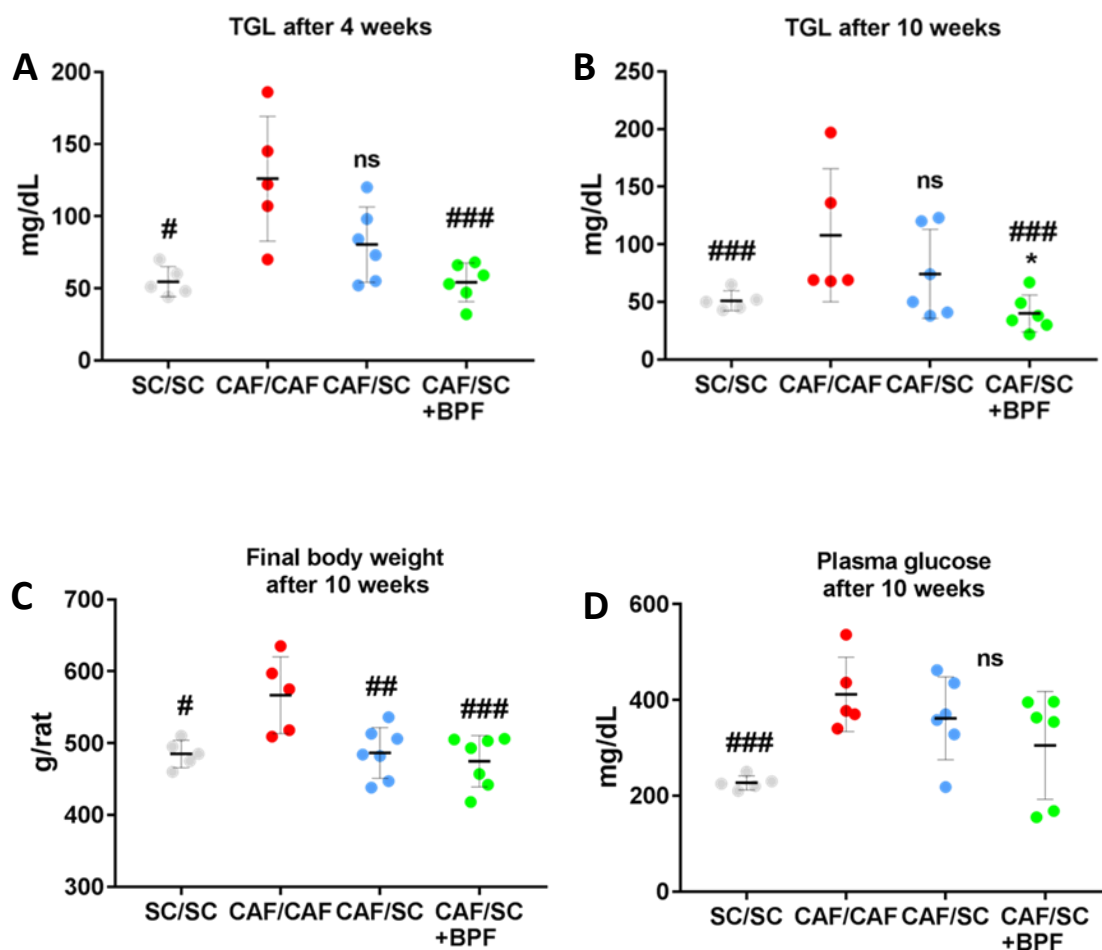 TGL after 4 weeks
A
200
150
100
50
0
mg/dL
#
ns
###
SC/SC CAF/CAF CAF/SC CAF/SC
+BPF
TGL after 10 weeks
B
250
200
150
100
50
0
mg/dL
###
ns
###
*
SC/SC CAF/CAF CAF/SC CAF/SC
+BPF
Final body weight
after 10 weeks
C
700
600
500
400
300
g/rat
#
##
###
SC/SC CAF/CAF CAF/SC CAF/SC
+BPF
Plasma glucose
after 10 weeks
D
600
400
200
0
mg/dL
###
ns
SC/SC CAF/CAF CAF/SC CAF/SC
+BPF